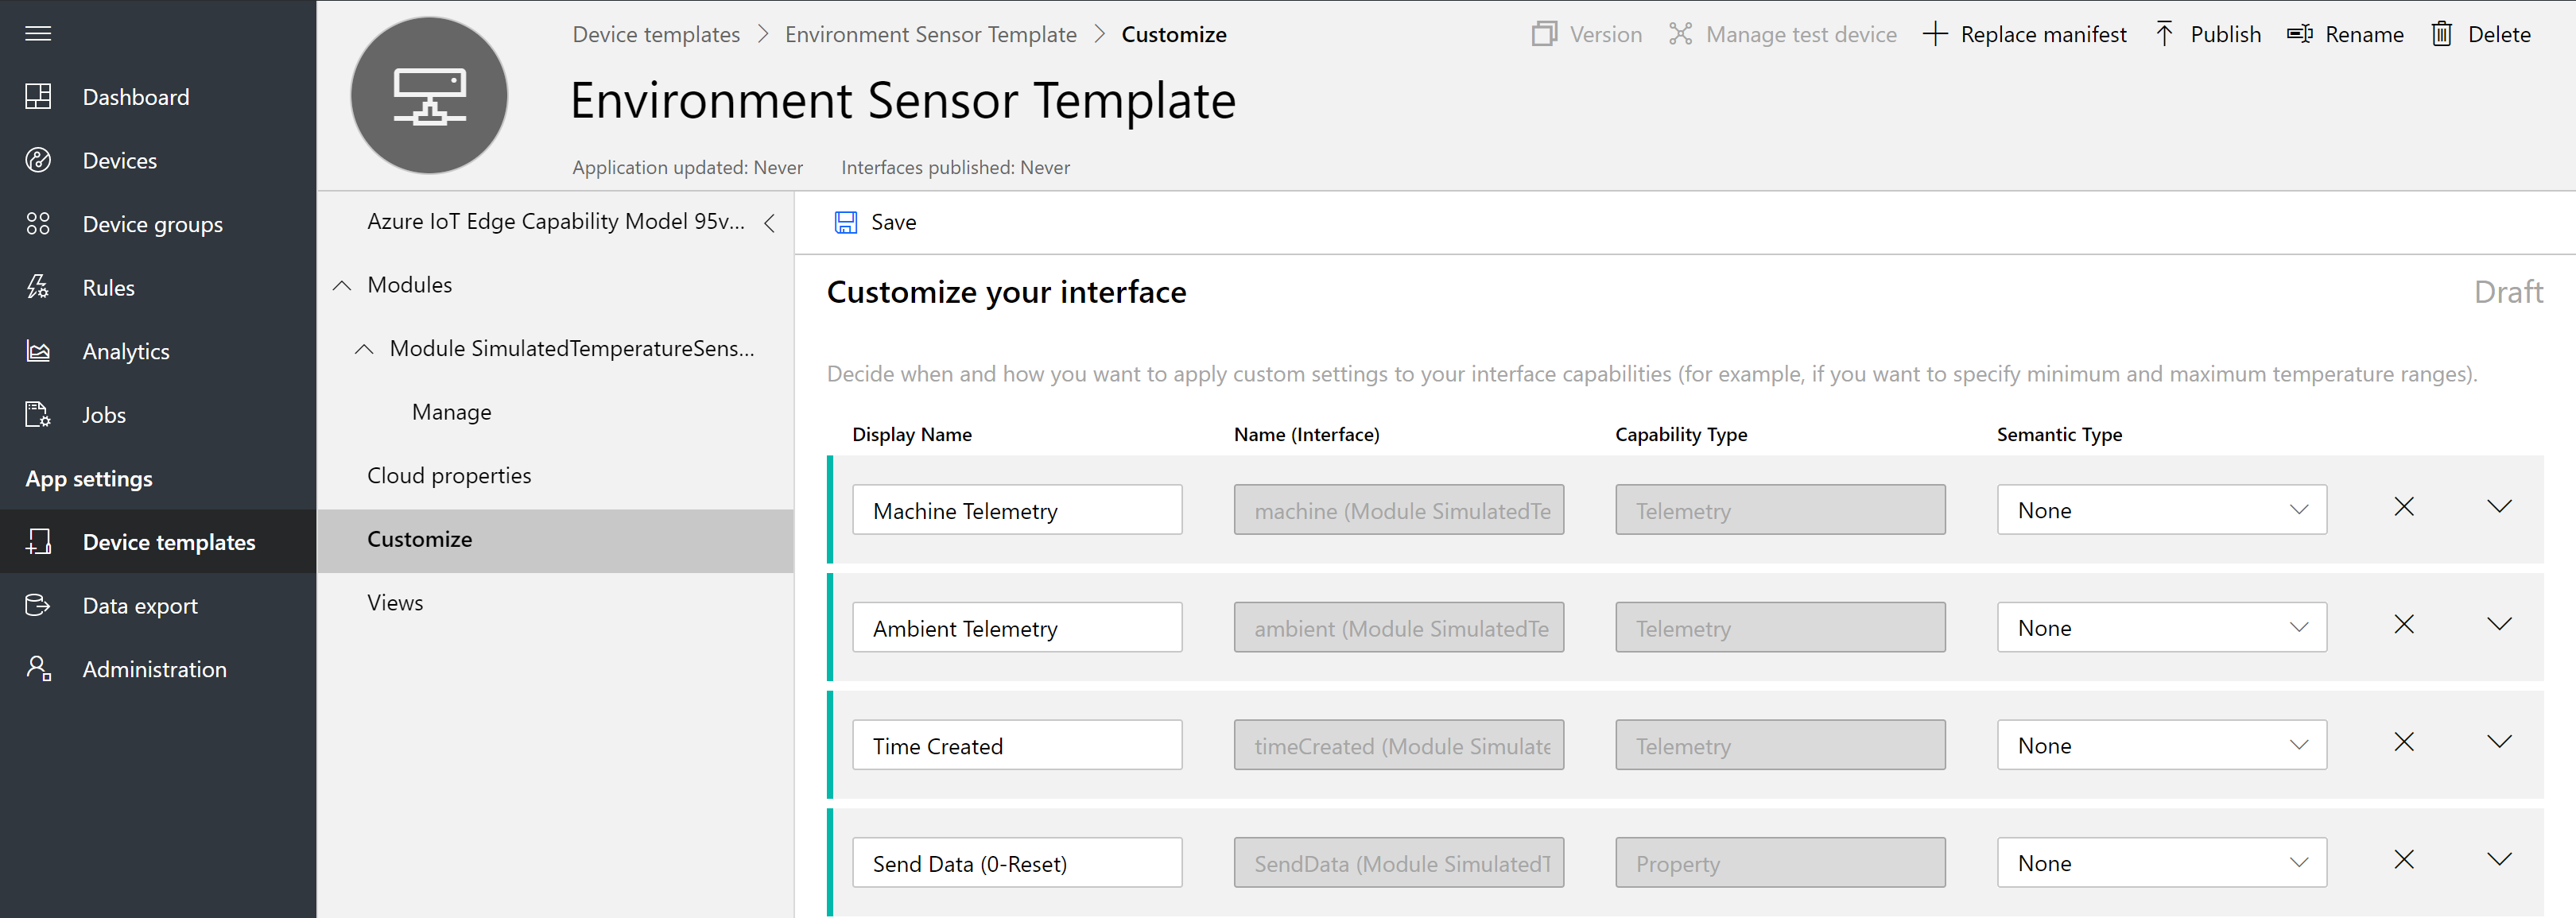 Dashboard
Devices
Device groups
Rules
Analytics
Jobs
App settings
Device templates
Data export
Administration
Device templates > Environment Sensor Template > Customize
Version
Manage test device
Replace manifest
Publish
Rename
Delete
Environment Sensor Template
Application updated: Never Interfaces published: Never
Azure IoT Edge Capability Model 95v...
Modules
Module SimulatedTemperatureSens...
Manage
Cloud properties
Customize
Views
Save
Customize your interface
Draft
Decide when and how you want to apply custom settings to your interface capabilities (for example, if you want to specify minimum and maximum temperature ranges).
Display Name Name (Interface) Capability Type Semantic Type
Machine Telemetry machine (Module SimulatedTe Telemetry None
Ambient Telemetry ambient (Module SimulatedTe Telemetry None
Time Created timeCreated (Module Simulate Telemetry None
Send Data (0-Reset) SendData (Module SimulatedT Property None